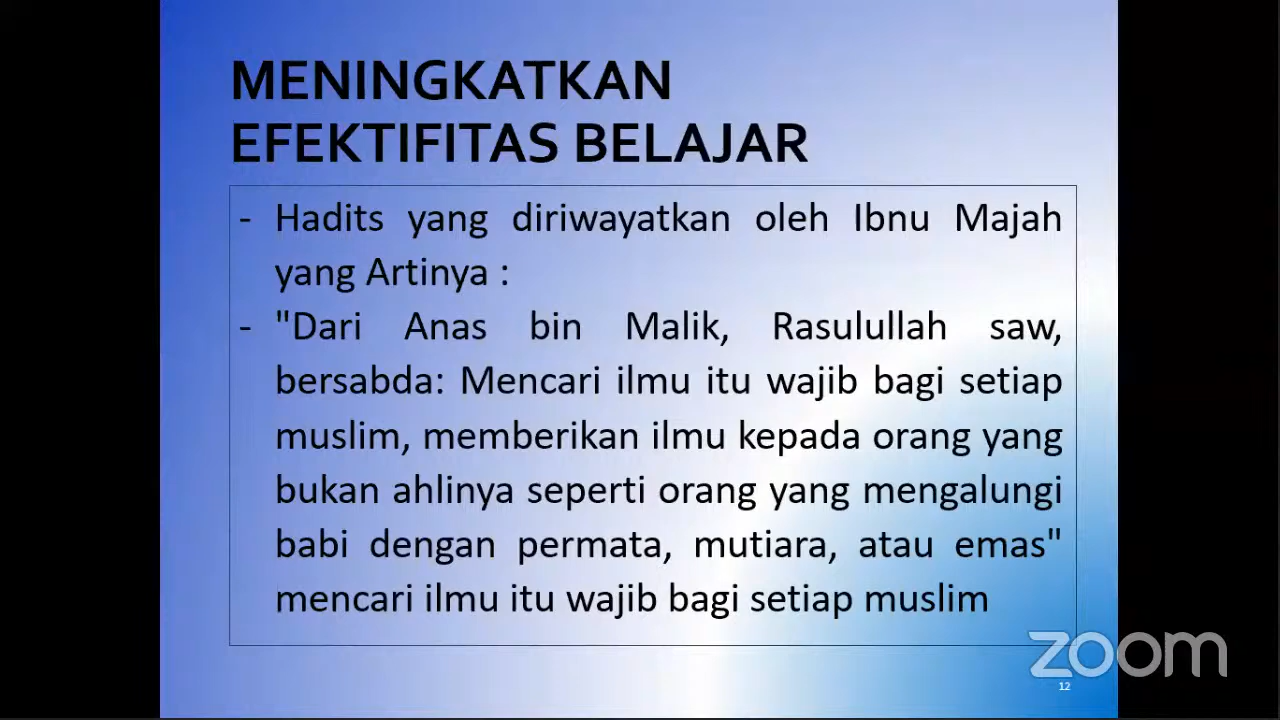 MENINGKATKAN
EFEKTIFITAS BELAJAR
- Hadits yang diriwayatkan oleh Ibnu Majah
yang Artinya :
- "Dari Anas bin Malik, Rasulullah saw,
bersabda: Mencari ilmu itu wajib bagi setiap
muslim, memberikan ilmu kepada orang yang
bukan ahlinya seperti orang yang mengalungi
babi dengan permata, mutiara, atau emas"
mencari ilmu itu wajib bagi setiap muslim
zoom
12